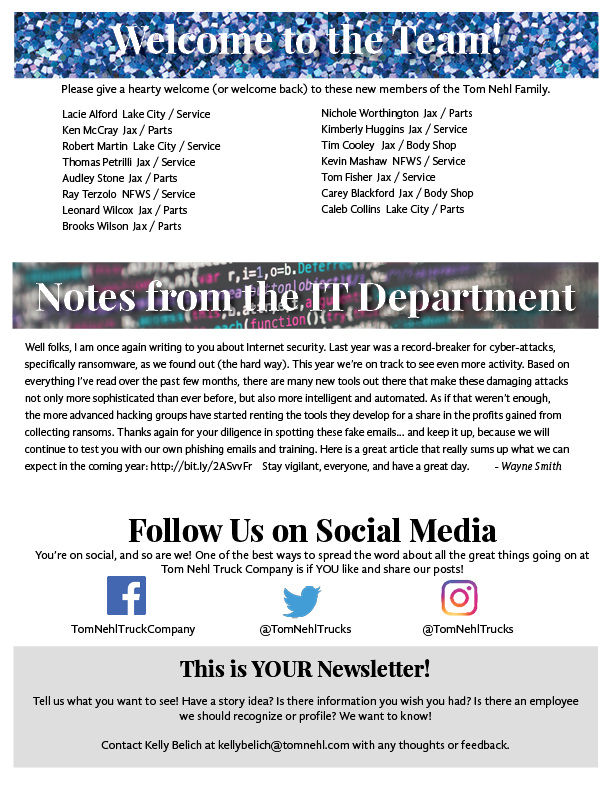 Welcome to the Team!
Please give a hearty welcome (or welcome back) to these new members of the Tom Nehl Family.
Lacie Alford Lake City / Service
Ken McCray Jax / Parts
Robert Martin Lake City / Service
Thomas Petrilli Jax / Service
Audley Stone Jax / Parts
Ray Terzolo NFWS / Service
Leonard Wilcox Jax / Parts
Brooks Wilson Jax / Parts
Nichole Worthington Jax / Parts
Kimberly Huggins Jax / Service
Tim Cooley Jax / Body Shop
Kevin Mashaw NFWS / Service
Tom Fisher Jax / Service
Carey Blackford Jax / Body Shop
Caleb Collins Lake City / Parts
var r,i=1,o=b.Deferred
Notes from the IT Department
function(){
Well folks, I am once again writing to you about Internet security. Last year was a record-breaker for cyber-attacks,
specifically ransomware, as we found out (the hard way). This year we're on track to see even more activity. Based on
everything I've read over the past few months, there are many new tools out there that make these damaging attacks
not only more sophisticated than ever before, but also more intelligent and automated. As if that weren't enough,
the more advanced hacking groups have started renting the tools they develop for a share in the profits gained from
collecting ransoms. Thanks again for your diligence in spotting these fake emails... and keep it up, because we will
continue to test you with our own phishing emails and training. Here is a great article that really sums up what we can
expect in the coming year: http://bit.ly/2ASvvFr Stay vigilant, everyone, and have a great day. - Wayne Smith
Follow Us on Social Media
You're on social, and so are we! One of the best ways to spread the word about all the great things going on at
Tom Nehl Truck Company is if YOU like and share our posts!
TomNehlTruckCompany
@TomNehlTrucks
@TomNehlTrucks
This is YOUR Newsletter!
Tell us what you want to see! Have a story idea? Is there information you wish you had? Is there an employee
we should recognize or profile? We want to know!
Contact Kelly Belich at kellybelich@tomnehl.com with any thoughts or feedback.